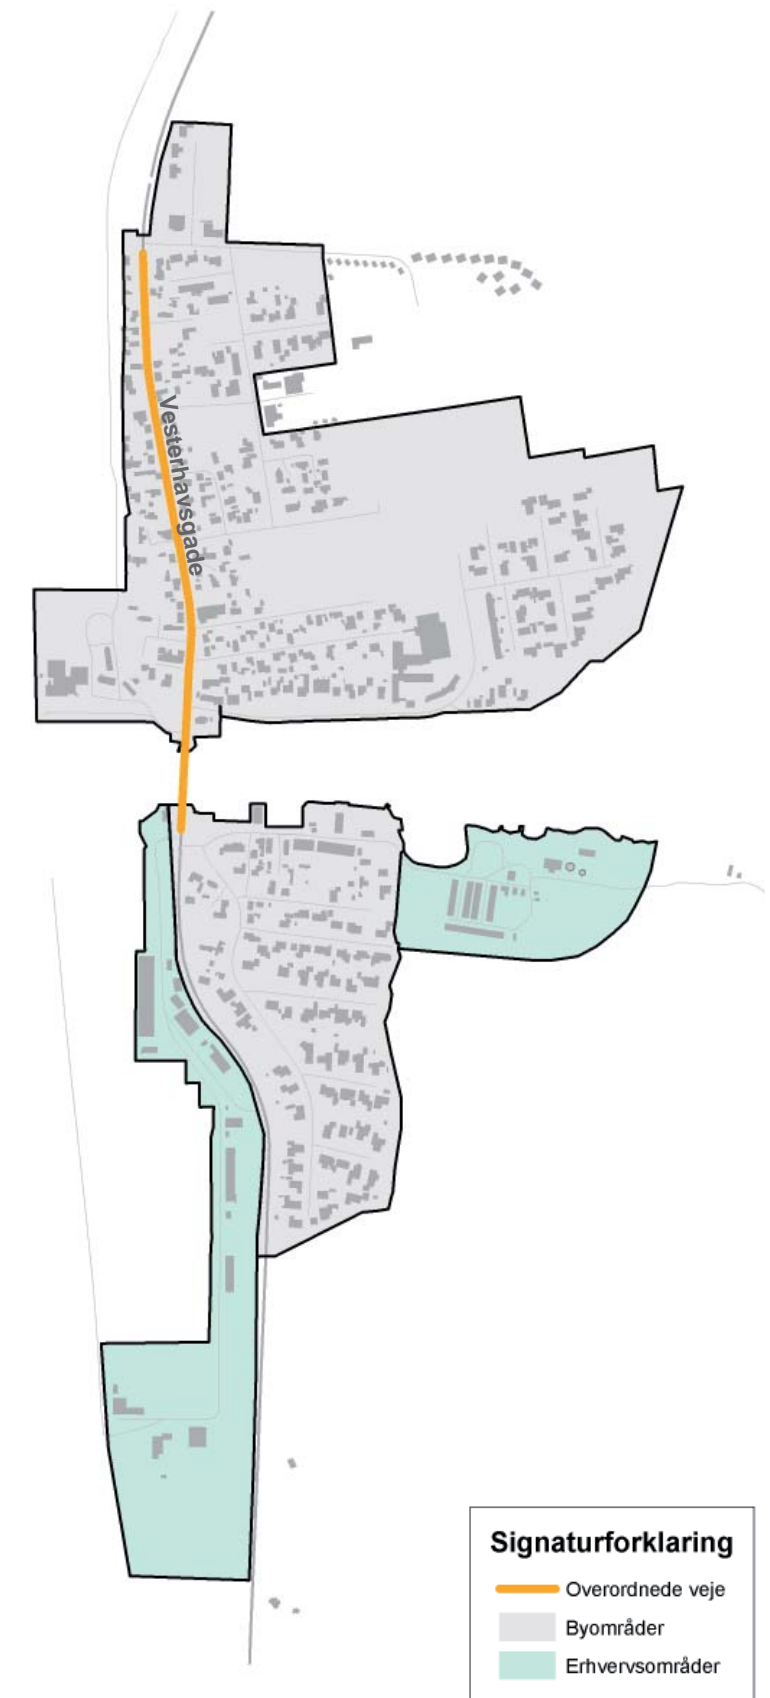 Vesterhavsgade
Signaturforklaring
Overordnede veje
Byområder
Erhvervsområder